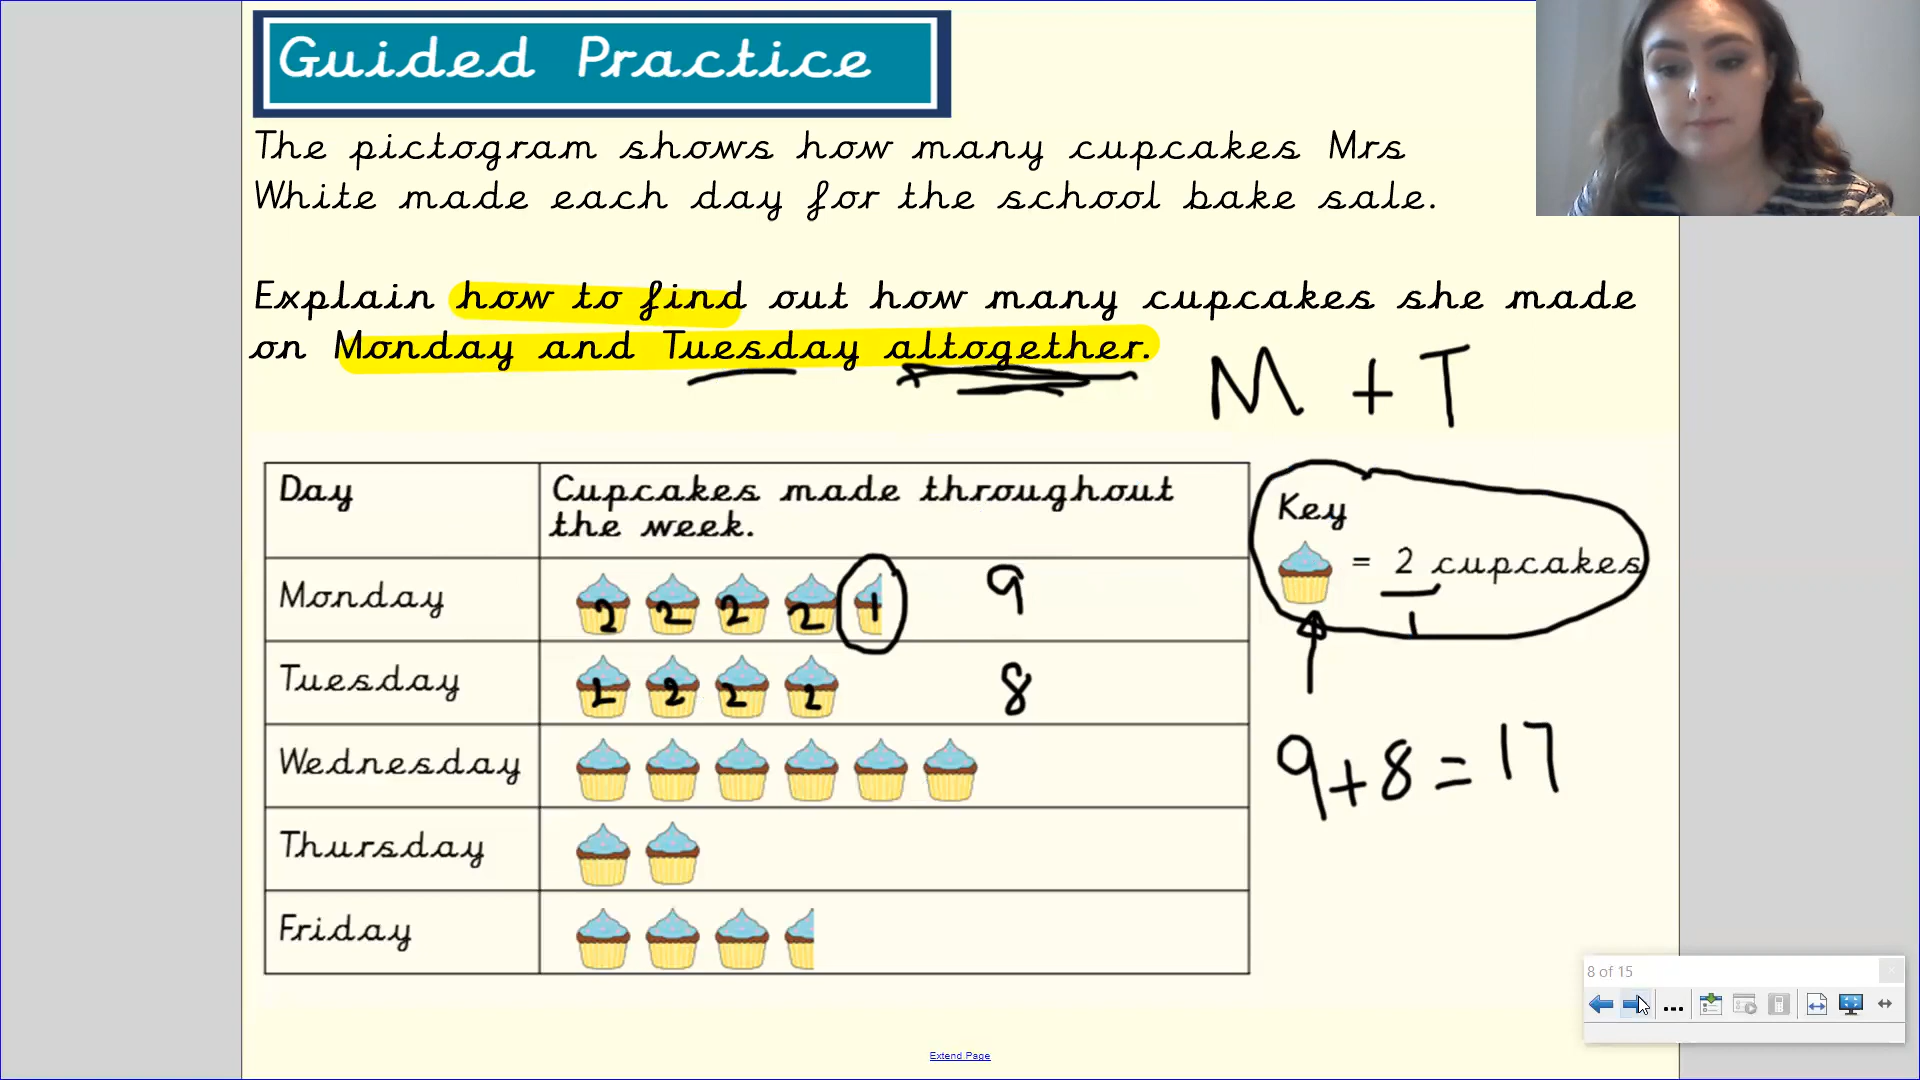 Guided Practice
The pictogram shows how many cupcakes Mrs
White made each day for the school bake sale.
Explain how to find out how many cupcakes she made
on Monday and Tuesday altogether.
M + T
Day
Cupcakes made throughout
the week.
Key
= 2 cupcakes
1
Monday
2 2 2 2 1 9
Tuesday
2 2 2 2 8
9+8=17
Wednesday
Thursday
Friday
8 of 15
...
Extend Page